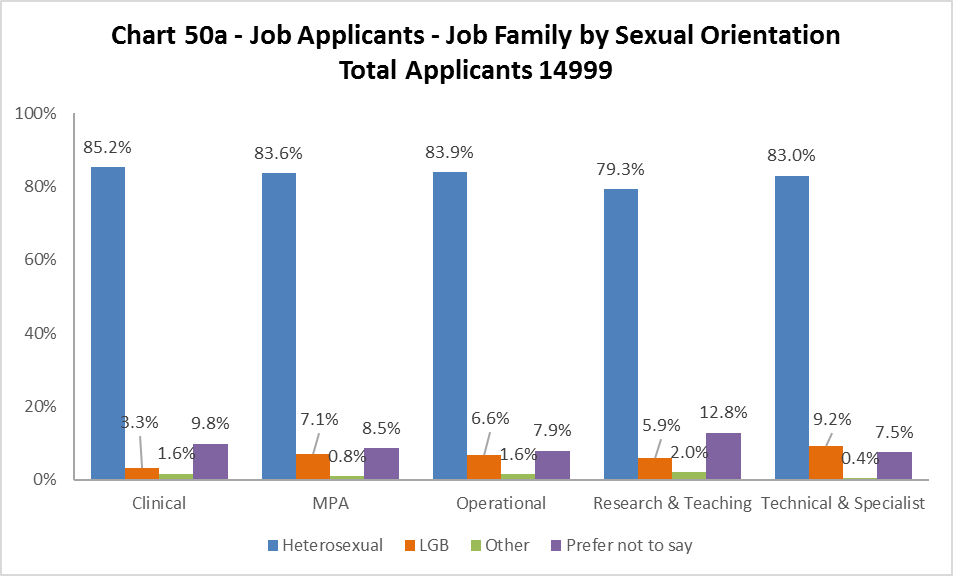 Chart 50a - Job Applicants - Job Family by Sexual Orientation
Total Applicants 14999
100%
80%
60%
40%
20%
0%
85.2%
3.3%
1.6%
9.8%
83.6%
7.1%
0.8%
8.5%
83.9%
6.6%
1.6%
7.9%
79.3%
5.9%
2.0%
12.8%
83.0%
9.2%
0.4%
7.5%
Clinical
MPA
Operational
Research & Teaching
Technical & Specialist
Heterosexual
LGB
Other
Prefer not to say